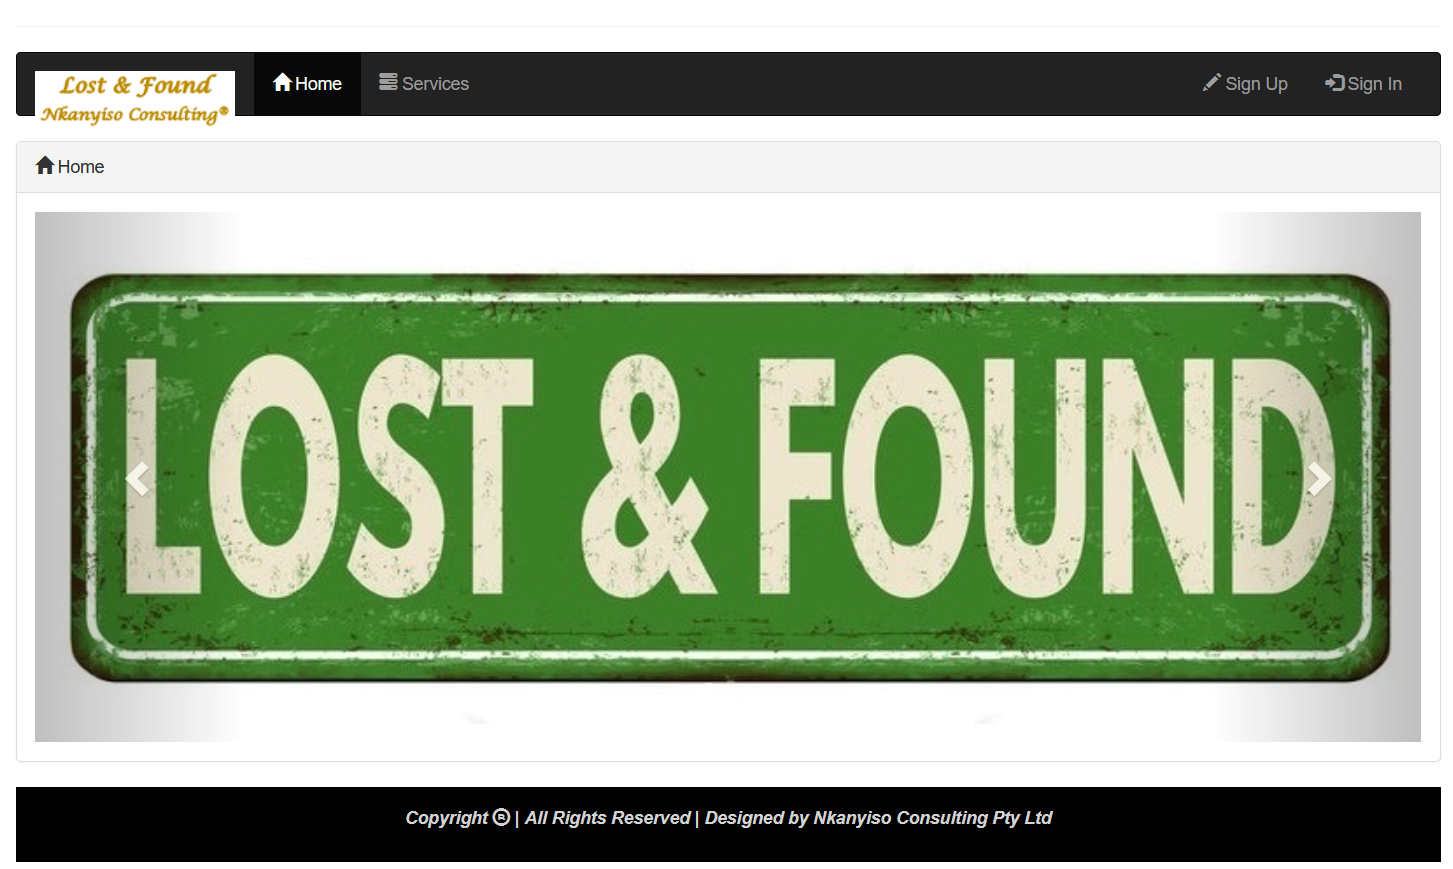 Lost & Found
Nkanyiso Consulting®
Home
Services
Sign Up
Sign In
Home
LOST & FOUND
Copyright ® | All Rights Reserved | Designed by Nkanyiso Consulting Pty Ltd